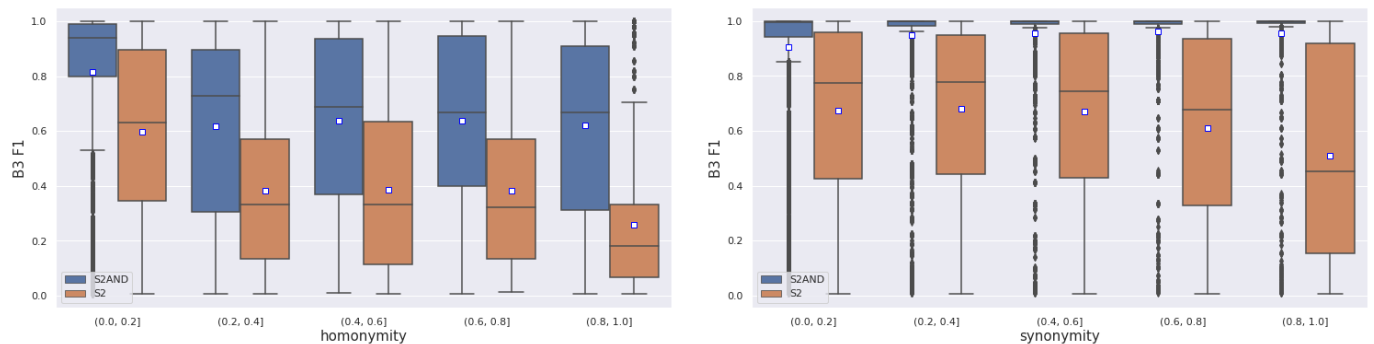 B3 F1
1.0
0.8
0.6
0.4
0.2
0.0
S2AND
S2
(0.0, 0.2]
(0.2, 0.4]
(0.4, 0.6]
(0.6, 0.8]
(0.8, 1.0]
homonymity
B3 F1
1.0
0.8
0.6
0.4
0.2
0.0
S2AND
S2
(0.0, 0.2]
(0.2, 0.4]
(0.4, 0.6]
(0.6, 0.8]
(0.8, 1.0]
synonymity